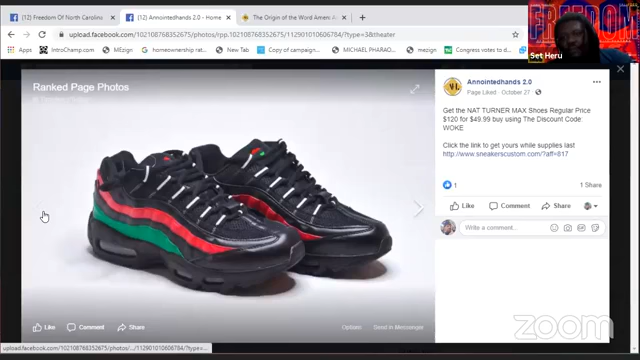 (12) Freedom Of North Carolina
(12) Annointedhands 2.0 - Home
The Origin of the Word Amen: A
upload.facebook.com/102108768352675/photos/rpp.102108768352675/112901010606784/?type=3&theater
Apps
IntroChamp.com
MEzign
homeownership ret
Copy of campaign...
MICHAEL PHARAO
mezign
Congress votes to d...
Other bookmarks
FREEDOM
Set Heru
Ranked Page Photos
Annointedhands 2.0
Page Liked · October 27
Get the NAT TURNER MAX Shoes Regular Price
$120 for $49.99 buy using The Discount Code:
WOKE
Click the link to get yours while supplies last
http://www.sneakerscustom.com/?aff=817
1
1 Share
Like
Comment
Share
Write a comment...
Like
Comment
Share
Options
Send in Messenger
upload.facebook.com/102108768352675/photos/.../112901010606784/?type=...
zoom